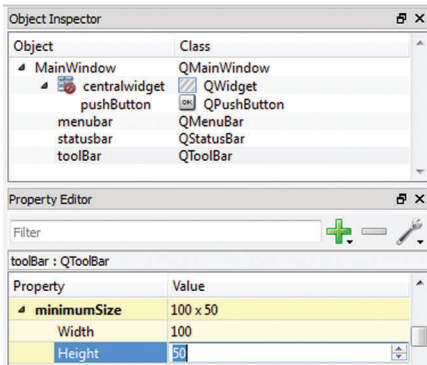 Object Inspector
Object Class
MainWindow QMainWindow
centralwidget QWidget
pushButton OK QPushButton
menubar QMenuBar
statusbar QStatusBar
toolBar QToolBar
Property Editor
Filter
toolBar : QToolBar
Property Value
minimumSize 100 x 50
Width 100
Height 50